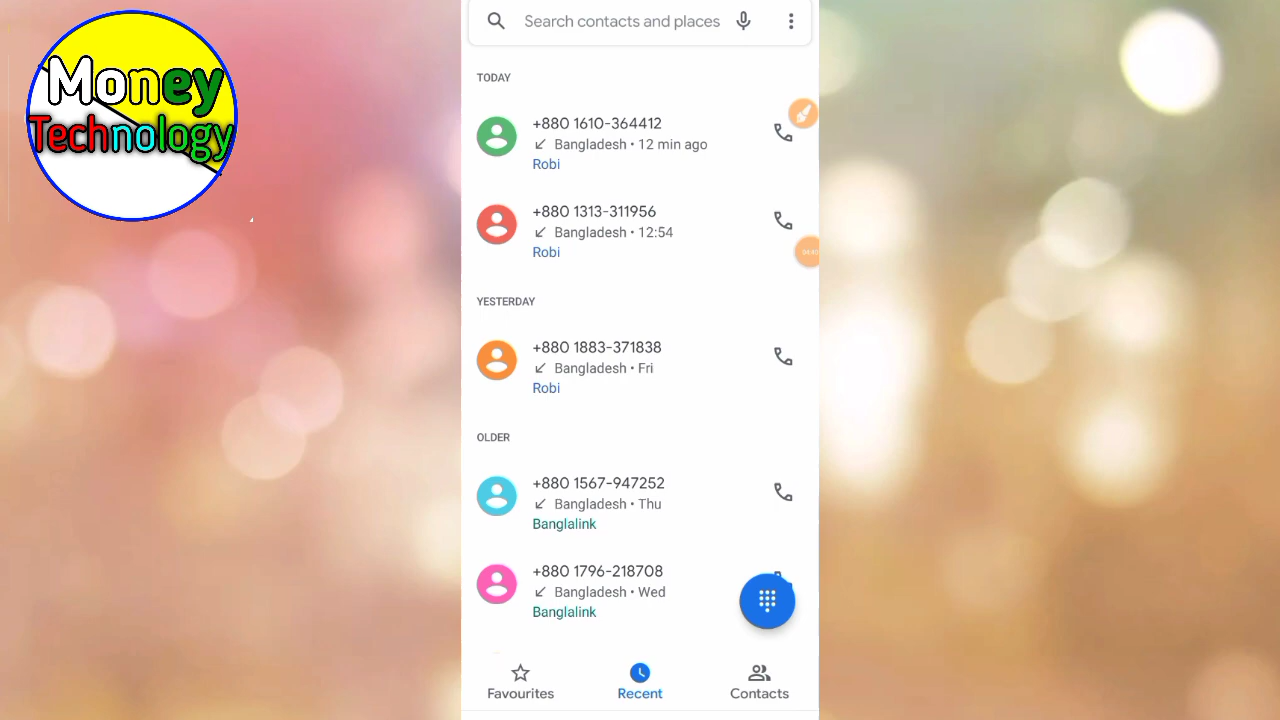 Money
Technology
Search contacts and places
TODAY
+880 1610-364412
Bangladesh • 12 min ago
Robi
+880 1313-311956
Bangladesh • 12:54
Robi
YESTERDAY
+880 1883-371838
Bangladesh • Fri
Robi
OLDER
+880 1567-947252
Bangladesh • Thu
Banglalink
+880 1796-218708
Bangladesh • Wed
Banglalink
Favourites
Recent
Contacts